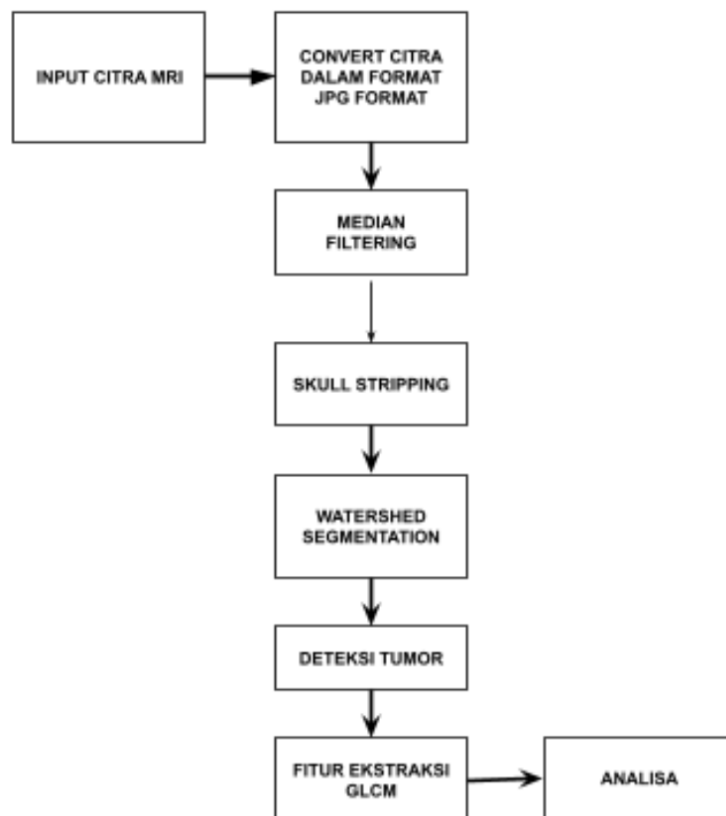 INPUT CITRA MRI
CONVERT CITRA
DALAM FORMAT
JPG FORMAT
MEDIAN
FILTERING
SKULL STRIPPING
WATERSHED
SEGMENTATION
DETEKSI TUMOR
FITUR EKSTRAKSI
GLCM
ANALISA